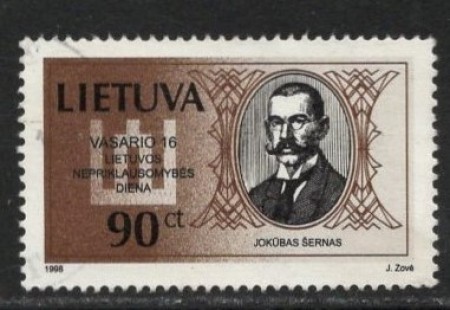 LIETUVA
VASARIO 16
LIETUVOS
NEPRIKLAUSOMYBĖS
DIENA
90 ct
JOKŪBAS ŠERNAS
1998
J. Zovė